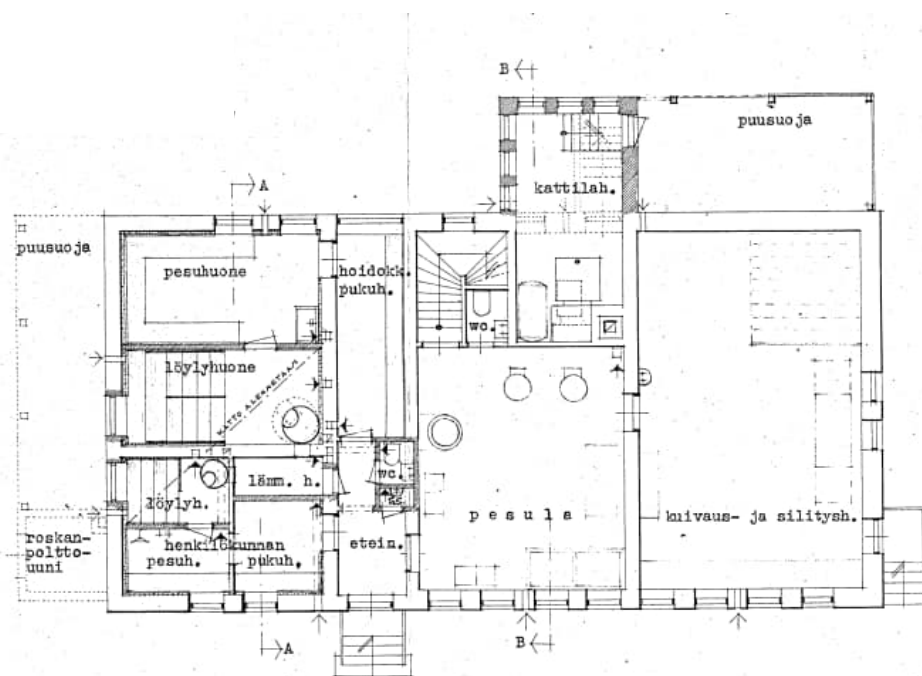 B
puusuoja
kattilah.
A
puusuoja
pesuhuone
hoidokk.
pukuh.
wc.
löylyhuone
KATTO ALENNETAAN
wc.
lämm. h.
löylyh.
pesula
kuivaus- ja silitysh.
roskan-
poltto-
uuni
henkilökunnan
pesuh.
pukuh.
etein.
A
B